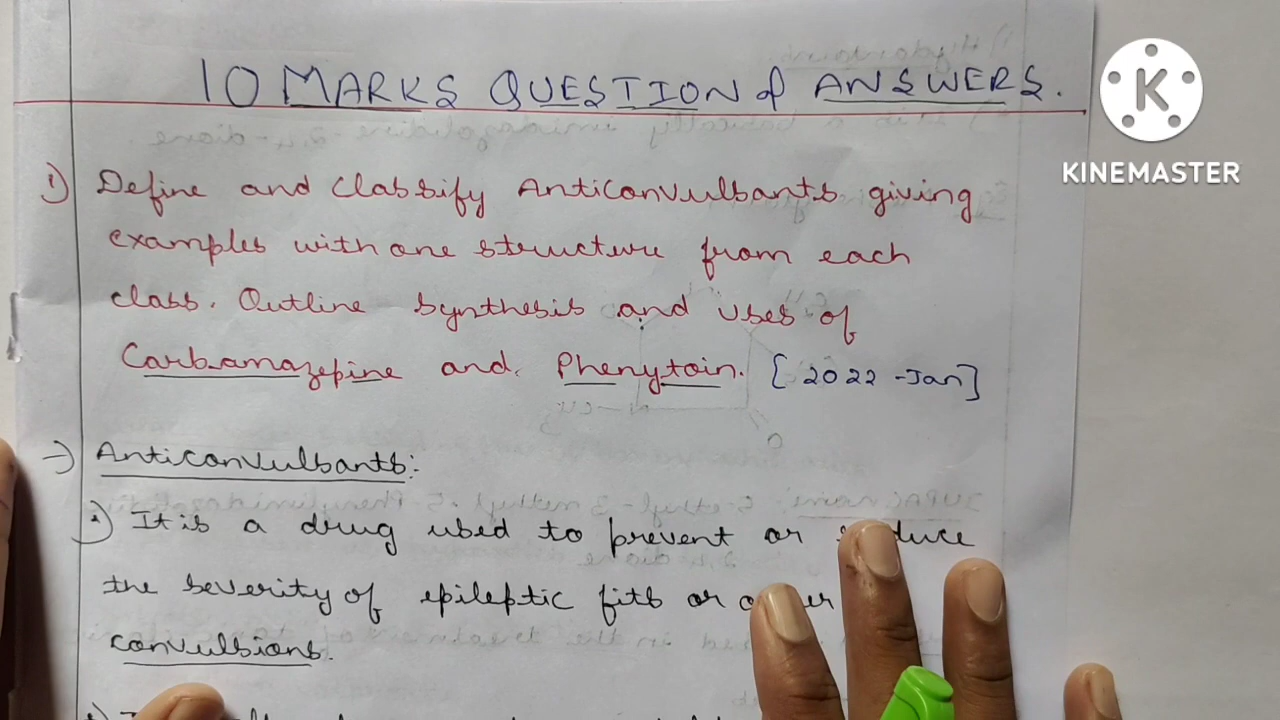 10 MARKS QUESTION & ANSWERS.
KINEMASTER
1) Define and classify Anticonvulsants giving
examples with one structure from each
class. Outline synthesis and uses of
Carbamazepine and Phenytoin. [2022 -Jan]
→) Anticonvulsants:
•) It is a drug used to prevent or reduce
the severity of epileptic fits or other
convulsions.